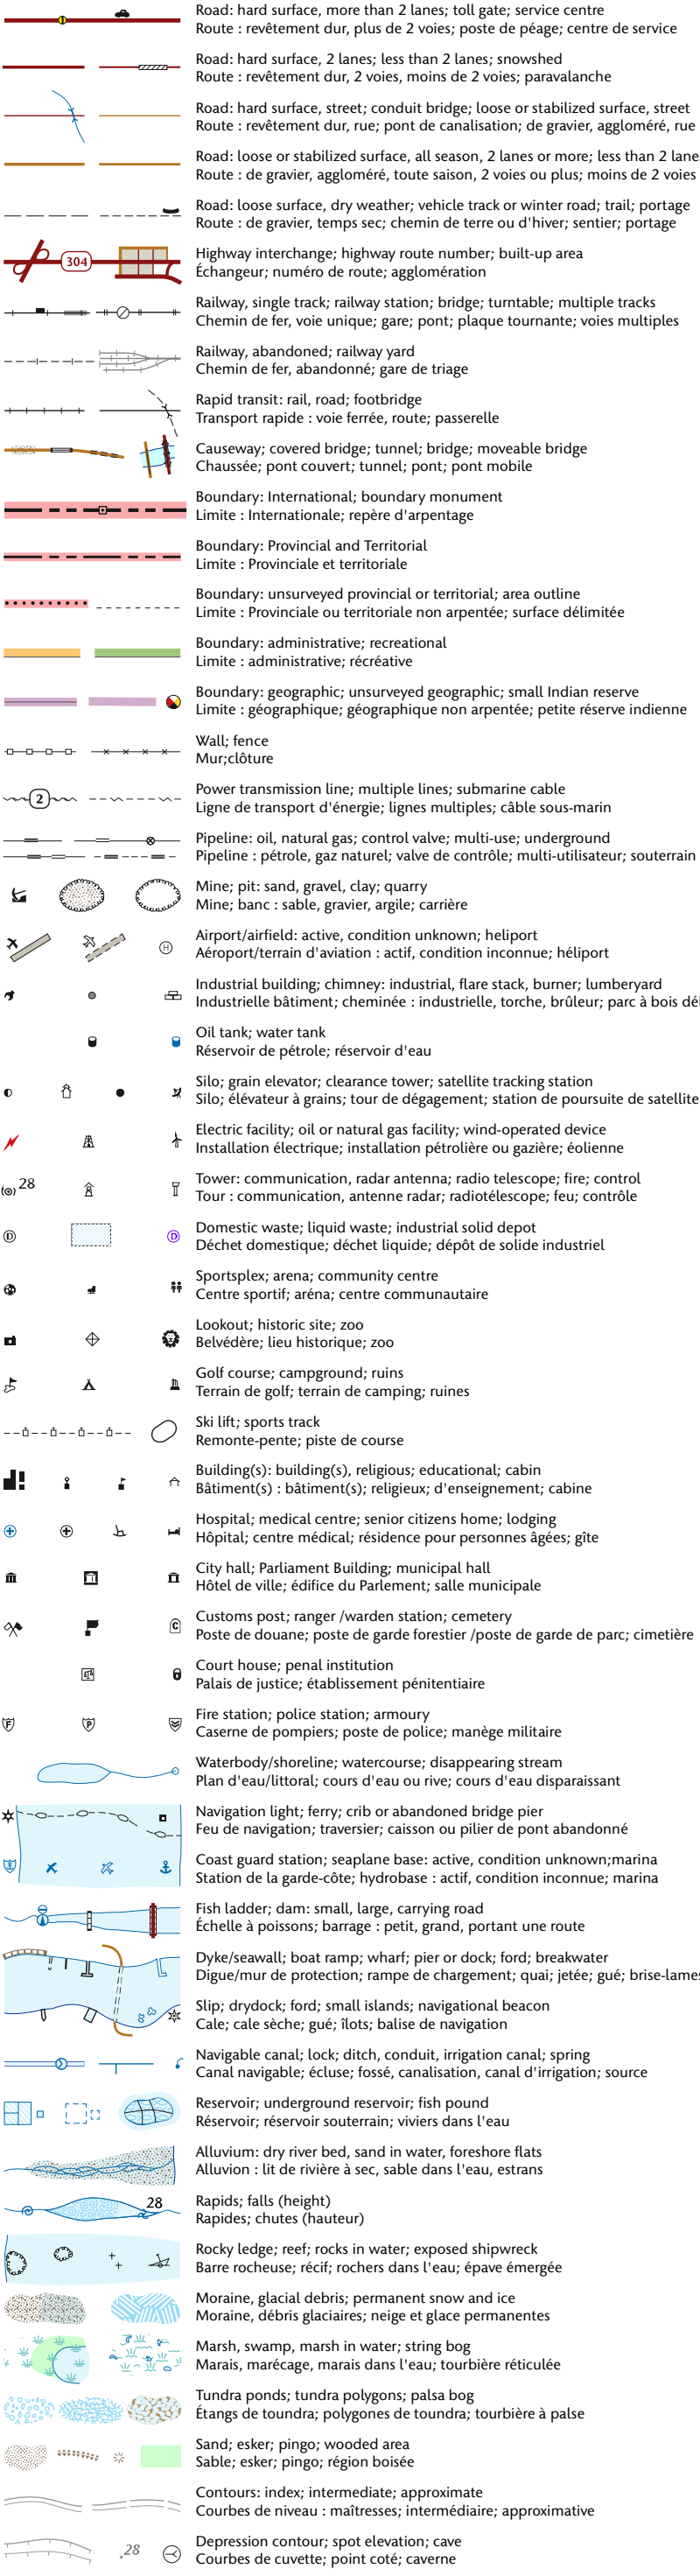 Road: hard surface, more than 2 lanes; toll gate; service centre
Route : revêtement dur, plus de 2 voies; poste de péage; centre de service
Road: hard surface, 2 lanes; less than 2 lanes; snowshed
Route : revêtement dur, 2 voies, moins de 2 voies; paravalanche
Road: hard surface, street; conduit bridge; loose or stabilized surface, street
Route : revêtement dur, rue; pont de canalisation; de gravier, aggloméré, rue
Road: loose or stabilized surface, all season, 2 lanes or more; less than 2 lane
Route : de gravier, aggloméré, toute saison, 2 voies ou plus; moins de 2 voies
Road: loose surface, dry weather; vehicle track or winter road; trail; portage
Route : de gravier, temps sec; chemin de terre ou d'hiver; sentier; portage
304
Highway interchange; highway route number; built-up area
Échangeur; numéro de route; agglomération
Railway, single track; railway station; bridge; turntable; multiple tracks
Chemin de fer, voie unique; gare; pont; plaque tournante; voies multiples
Railway, abandoned; railway yard
Chemin de fer, abandonné; gare de triage
Rapid transit: rail, road; footbridge
Transport rapide : voie ferrée, route; passerelle
Causeway; covered bridge; tunnel; bridge; moveable bridge
Chaussée; pont couvert; tunnel; pont; pont mobile
Boundary: International; boundary monument
Limite : Internationale; repère d'arpentage
Boundary: Provincial and Territorial
Limite : Provinciale et territoriale
Boundary: unsurveyed provincial or territorial; area outline
Limite : Provinciale ou territoriale non arpentée; surface délimitée
Boundary: administrative; recreational
Limite : administrative; récréative
Boundary: geographic; unsurveyed geographic; small Indian reserve
Limite : géographique; géographique non arpentée; petite réserve indienne
Wall; fence
Mur;clôture
2
Power transmission line; multiple lines; submarine cable
Ligne de transport d'énergie; lignes multiples; câble sous-marin
Pipeline: oil, natural gas; control valve; multi-use; underground
Pipeline : pétrole, gaz naturel; valve de contrôle; multi-utilisateur; souterrain
Mine; pit: sand, gravel, clay; quarry
Mine; banc : sable, gravier, argile; carrière
H
Airport/airfield: active, condition unknown; heliport
Aéroport/terrain d'aviation : actif, condition inconnue; héliport
Industrial building; chimney: industrial, flare stack, burner; lumberyard
Industrielle bâtiment; cheminée : industrielle, torche, brûleur; parc à bois dél
Oil tank; water tank
Réservoir de pétrole; réservoir d'eau
Silo; grain elevator; clearance tower; satellite tracking station
Silo; élévateur à grains; tour de dégagement; station de poursuite de satellite
Electric facility; oil or natural gas facility; wind-operated device
Installation électrique; installation pétrolière ou gazière; éolienne
28
Tower: communication, radar antenna; radio telescope; fire; control
Tour : communication, antenne radar; radiotélescope; feu; contrôle
D D
Domestic waste; liquid waste; industrial solid depot
Déchet domestique; déchet liquide; dépôt de solide industriel
Sportsplex; arena; community centre
Centre sportif; aréna; centre communautaire
Lookout; historic site; zoo
Belvédère; lieu historique; zoo
Golf course; campground; ruins
Terrain de golf; terrain de camping; ruines
Ski lift; sports track
Remonte-pente; piste de course
Building(s): building(s), religious; educational; cabin
Bâtiment(s) : bâtiment(s); religieux; d'enseignement; cabine
Hospital; medical centre; senior citizens home; lodging
Hôpital; centre médical; résidence pour personnes âgées; gîte
City hall; Parliament Building; municipal hall
Hôtel de ville; édifice du Parlement; salle municipale
C
Customs post; ranger /warden station; cemetery
Poste de douane; poste de garde forestier /poste de garde de parc; cimetière
Court house; penal institution
Palais de justice; établissement pénitentiaire
F P
Fire station; police station; armoury
Caserne de pompiers; poste de police; manège militaire
Waterbody/shoreline; watercourse; disappearing stream
Plan d'eau/littoral; cours d'eau ou rive; cours d'eau disparaissant
Navigation light; ferry; crib or abandoned bridge pier
Feu de navigation; traversier; caisson ou pilier de pont abandonné
Coast guard station; seaplane base: active, condition unknown;marina
Station de la garde-côte; hydrobase : actif, condition inconnue; marina
Fish ladder; dam: small, large, carrying road
Échelle à poissons; barrage : petit, grand, portant une route
Dyke/seawall; boat ramp; wharf; pier or dock; ford; breakwater
Digue/mur de protection; rampe de chargement; quai; jetée; gué; brise-lames
Slip; drydock; ford; small islands; navigational beacon
Cale; cale sèche; gué; îlots; balise de navigation
Navigable canal; lock; ditch, conduit, irrigation canal; spring
Canal navigable; écluse; fossé, canalisation, canal d'irrigation; source
Reservoir; underground reservoir; fish pound
Réservoir; réservoir souterrain; viviers dans l'eau
Alluvium: dry river bed, sand in water, foreshore flats
Alluvion : lit de rivière à sec, sable dans l'eau, estrans
28
Rapids; falls (height)
Rapides; chutes (hauteur)
Rocky ledge; reef; rocks in water; exposed shipwreck
Barre rocheuse; récif; rochers dans l'eau; épave émergée
Moraine, glacial debris; permanent snow and ice
Moraine, débris glaciaires; neige et glace permanentes
Marsh, swamp, marsh in water; string bog
Marais, marécage, marais dans l'eau; tourbière réticulée
Tundra ponds; tundra polygons; palsa bog
Étangs de toundra; polygones de toundra; tourbière à palse
Sand; esker; pingo; wooded area
Sable; esker; pingo; région boisée
Contours: index; intermediate; approximate
Courbes de niveau : maîtresses; intermédiaire; approximative
28
Depression contour; spot elevation; cave
Courbes de cuvette; point coté; caverne